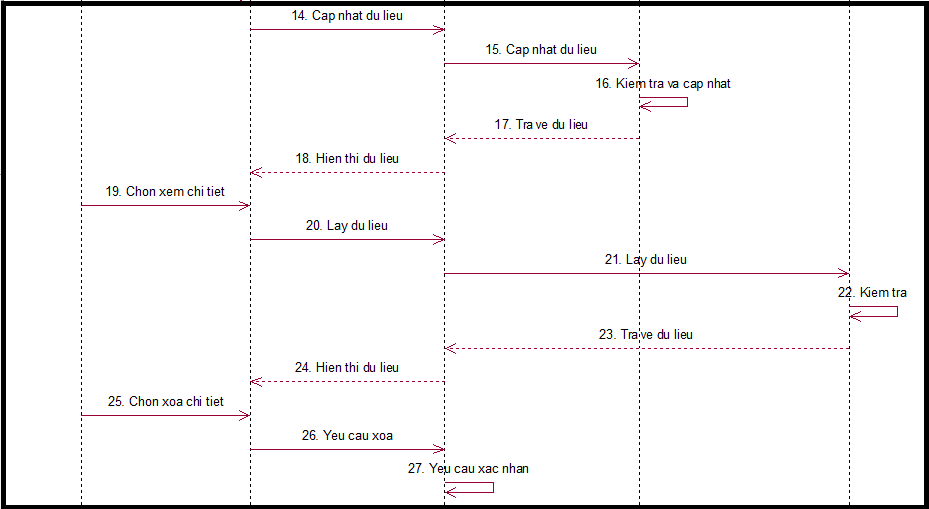 14. Cap nhat du lieu
15. Cap nhat du lieu
16. Kiem tra va cap nhat
17. Tra ve du lieu
18. Hien thi du lieu
19. Chon xem chi tiet
20. Lay du lieu
21. Lay du lieu
22. Kiem tra
23. Tra ve du lieu
24. Hien thi du lieu
25. Chon xoa chi tiet
26. Yeu cau xoa
27. Yeu cau xac nhan